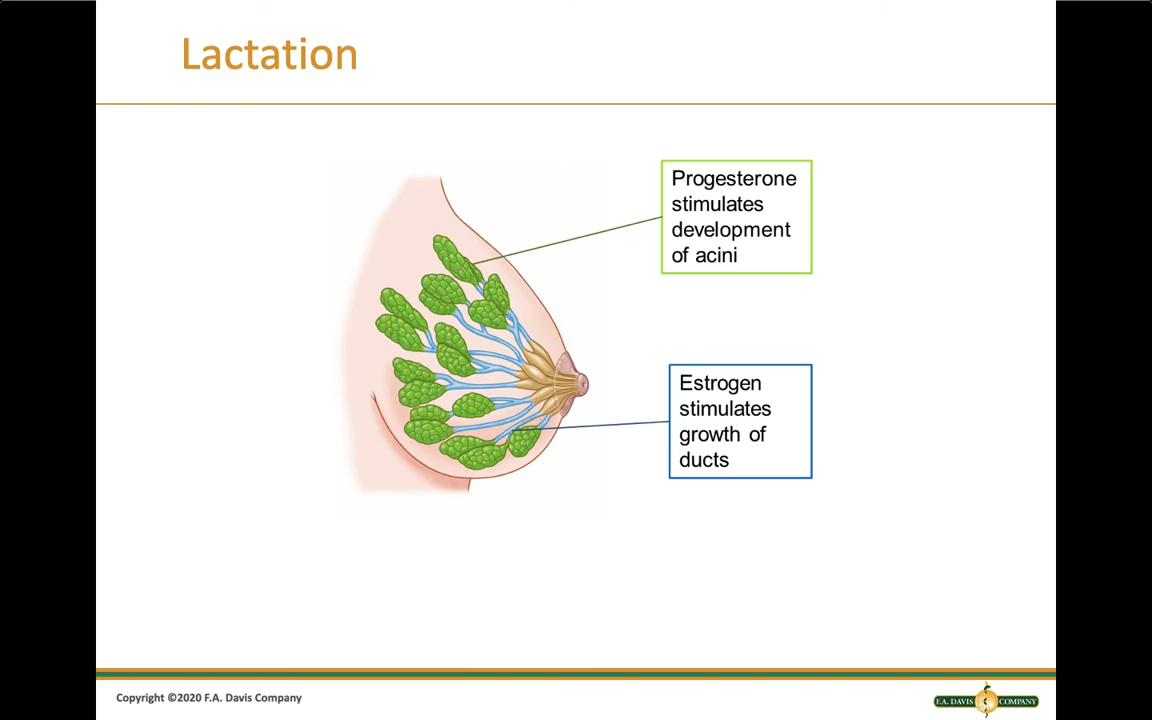 Lactation
Progesterone
stimulates
development
of acini
Estrogen
stimulates
growth of
ducts
Copyright ©2020 F.A. Davis Company
F.A. DAVIS COMPANY